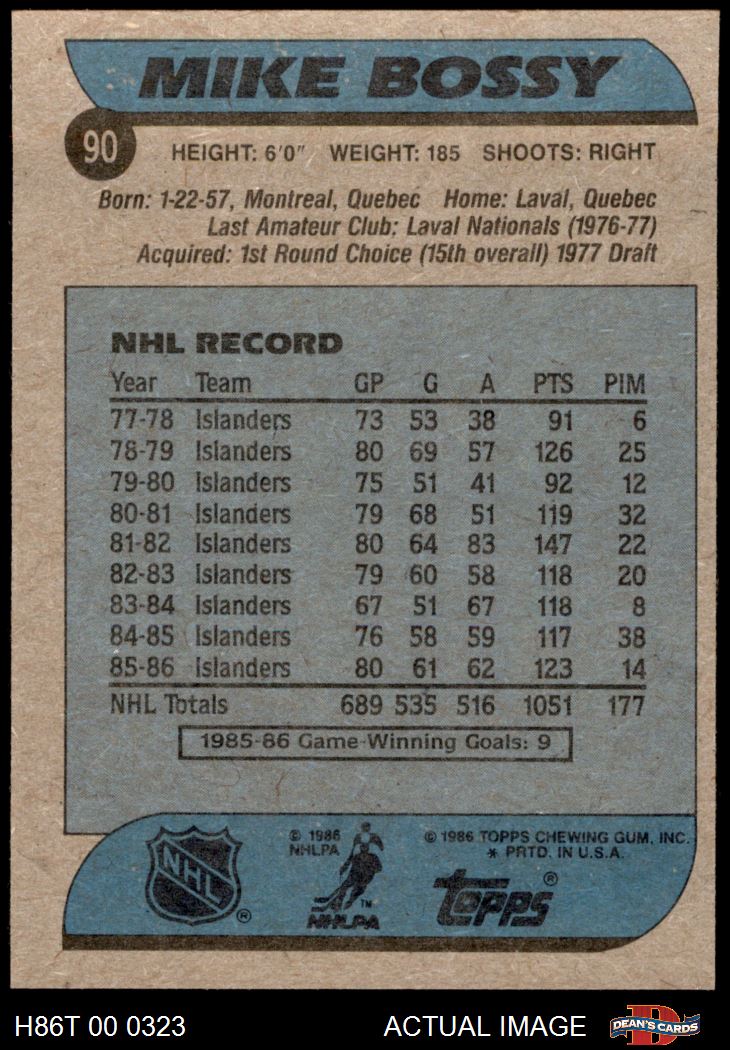 MIKE BOSSY
90
HEIGHT: 6'0" WEIGHT: 185 SHOOTS: RIGHT
Born: 1-22-57, Montreal, Quebec Home: Laval, Quebec
Last Amateur Club: Laval Nationals (1976-77)
Acquired: 1st Round Choice (15th overall) 1977 Draft
NHL RECORD
Year Team GP G A PTS PIM
77-78 Islanders 73 53 38 91 6
78-79 Islanders 80 69 57 126 25
79-80 Islanders 75 51 41 92 12
80-81 Islanders 79 68 51 119 32
81-82 Islanders 80 64 83 147 22
82-83 Islanders 79 60 58 118 20
83-84 Islanders 67 51 67 118 8
84-85 Islanders 76 58 59 117 38
85-86 Islanders 80 61 62 123 14
NHL Totals 689 535 516 1051 177
1985-86 Game-Winning Goals: 9
NHL ®
© 1986
NHLPA
™
NHLPA
© 1986 TOPPS CHEWING GUM, INC.
* PRTD. IN U.S.A.
topps ®
H86T 00 0323 ACTUAL IMAGE
D
DEAN'S CARDS